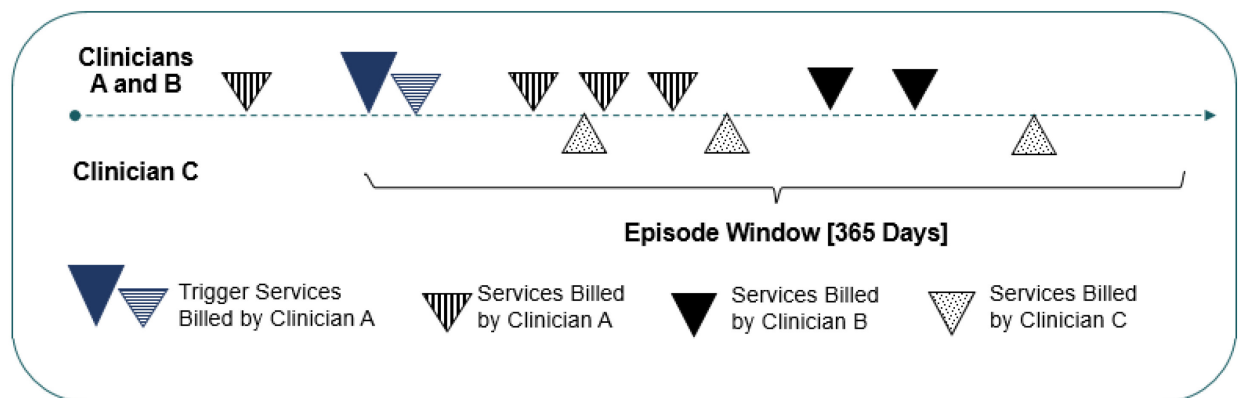 Clinicians
A and B
Clinician C
Episode Window [365 Days]
Trigger Services
Billed by Clinician A
Services Billed
by Clinician A
Services Billed
by Clinician B
Services Billed
by Clinician C